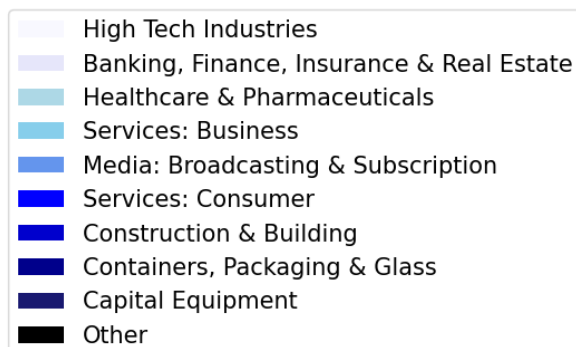 High Tech Industries
Banking, Finance, Insurance & Real Estate
Healthcare & Pharmaceuticals
Services: Business
Media: Broadcasting & Subscription
Services: Consumer
Construction & Building
Containers, Packaging & Glass
Capital Equipment
Other